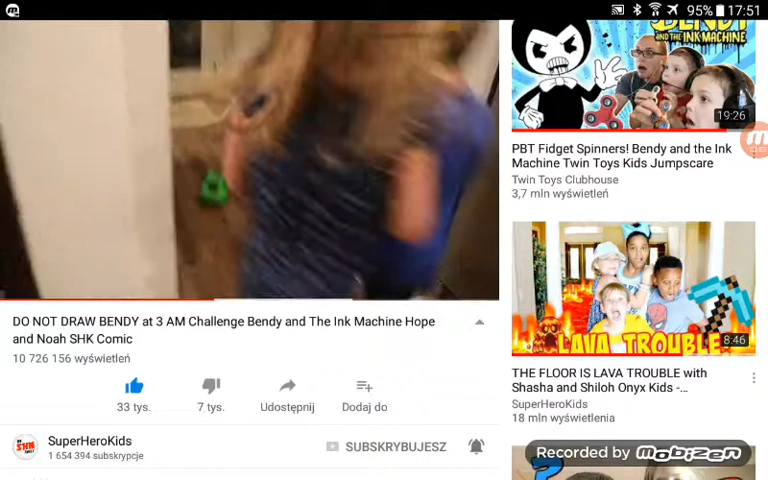 95% 17:51
BENDY
AND THE INK MACHINE
19:26
PBT Fidget Spinners! Bendy and the Ink
Machine Twin Toys Kids Jumpscare
Twin Toys Clubhouse
3,7 mln wyświetleń
LAVA TROUBLE
8:46
THE FLOOR IS LAVA TROUBLE with
Shasha and Shiloh Onyx Kids -...
SuperHeroKids
18 mln wyświetlenia
DO NOT DRAW BENDY at 3 AM Challenge Bendy and The Ink Machine Hope
and Noah SHK Comic
10 726 156 wyświetleń
33 tys.
7 tys.
Udostępnij
Dodaj do
SuperHeroKids
1 654 394 subskrypcje
SUBSKRYBUJESZ
Recorded by mobizen